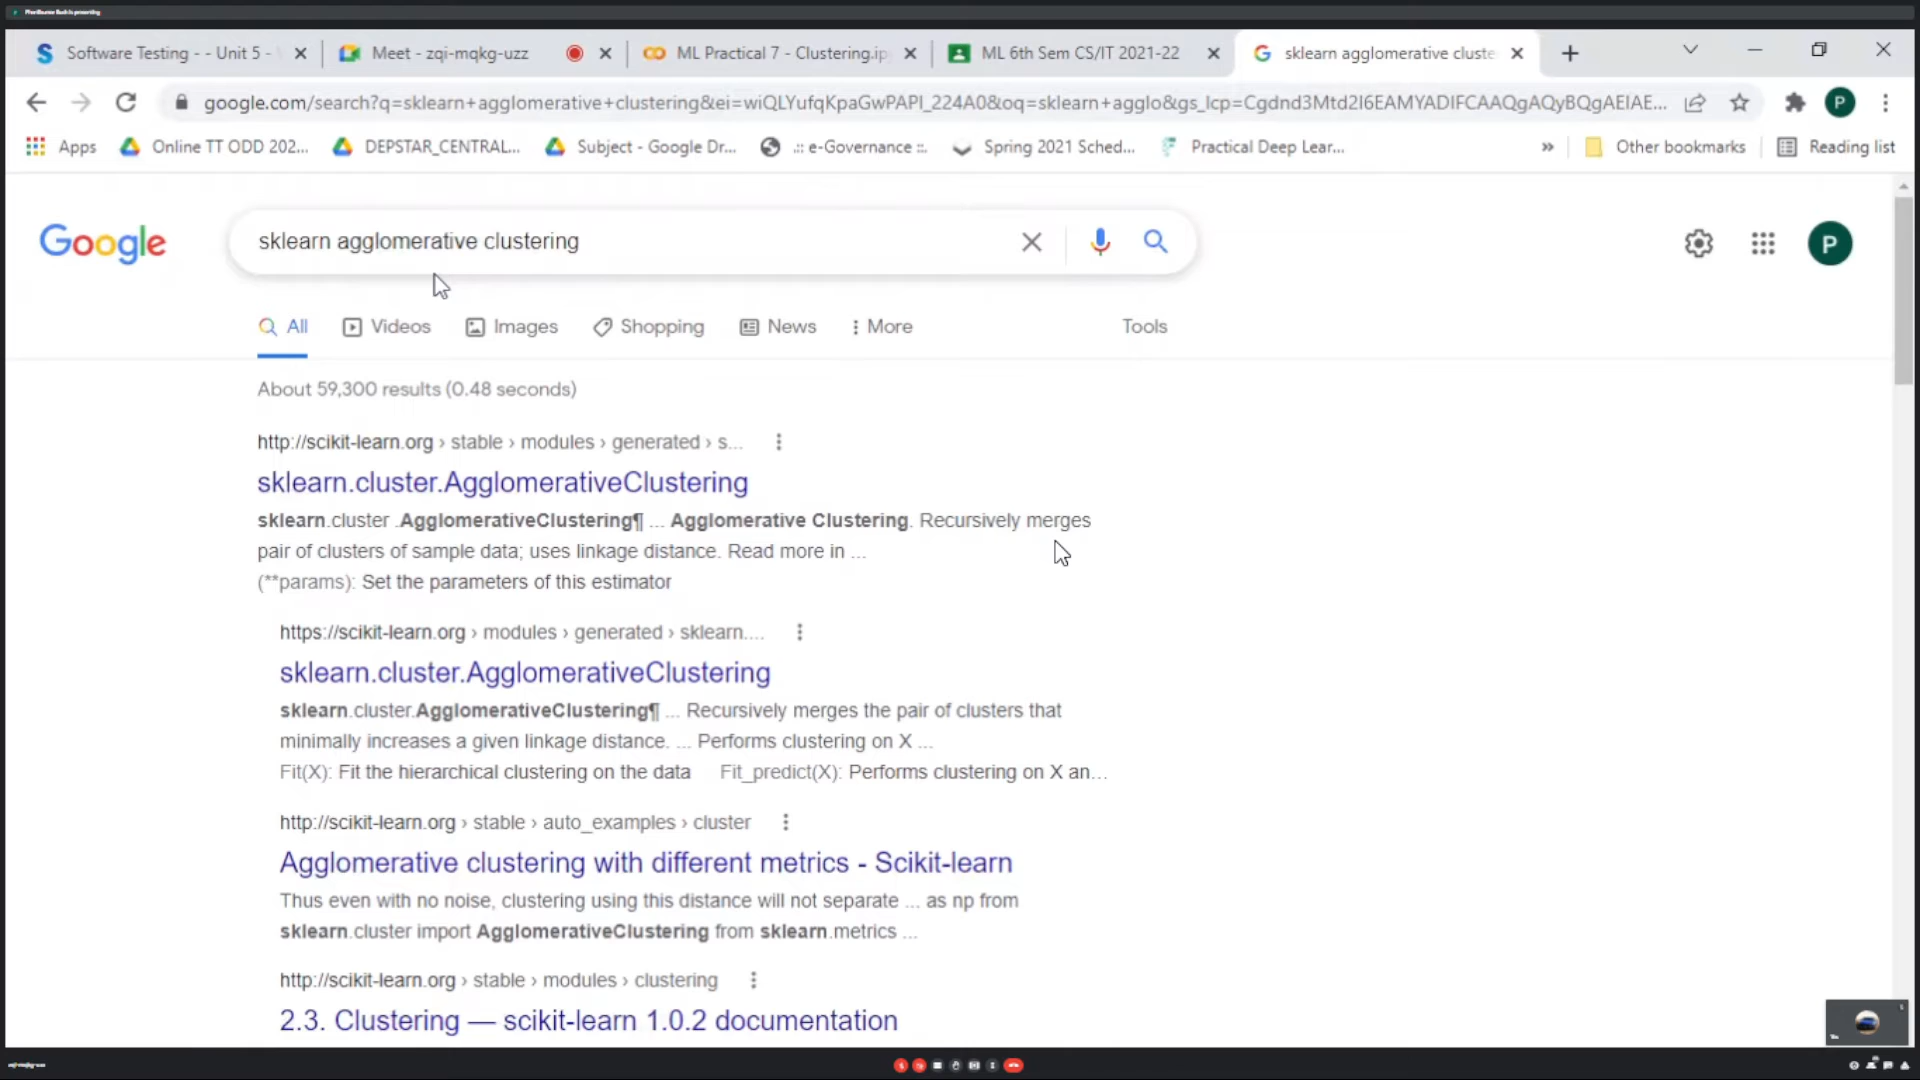 Software Testing - - Unit 5 -
Meet - zqi-mqkg-uzz
ML Practical 7 - Clustering.ip
ML 6th Sem CS/IT 2021-22
sklearn agglomerative cluste
google.com/search?q=sklearn+agglomerative+clustering&ei=wiQLYufqKpaGwPAPI_224A0&oq=sklearn+agglo&gs_lcp=Cgdnd3Mtd2l6EAMYADIFCAAQgAQyBQgAEIAE...
P
Apps
Online TT ODD 202...
DEPSTAR_CENTRAL...
Subject - Google Dr...
.:: e-Governance ::.
Spring 2021 Sched...
Practical Deep Lear...
»
Other bookmarks
Reading list
Google
sklearn agglomerative clustering
P
All
Videos
Images
Shopping
News
More
Tools
About 59,300 results (0.48 seconds)
http://scikit-learn.org › stable › modules › generated › s...
sklearn.cluster.AgglomerativeClustering
sklearn.cluster .AgglomerativeClustering¶ ... Agglomerative Clustering. Recursively merges
pair of clusters of sample data; uses linkage distance. Read more in ...
(**params): Set the parameters of this estimator
https://scikit-learn.org › modules › generated › sklearn....
sklearn.cluster.AgglomerativeClustering
sklearn.cluster.AgglomerativeClustering¶ ... Recursively merges the pair of clusters that
minimally increases a given linkage distance. ... Performs clustering on X ...
Fit(X): Fit the hierarchical clustering on the data Fit_predict(X): Performs clustering on X an...
http://scikit-learn.org › stable › auto_examples › cluster
Agglomerative clustering with different metrics - Scikit-learn
Thus even with no noise, clustering using this distance will not separate ... as np from
sklearn.cluster import AgglomerativeClustering from sklearn.metrics ...
http://scikit-learn.org › stable › modules › clustering
2.3. Clustering — scikit-learn 1.0.2 documentation